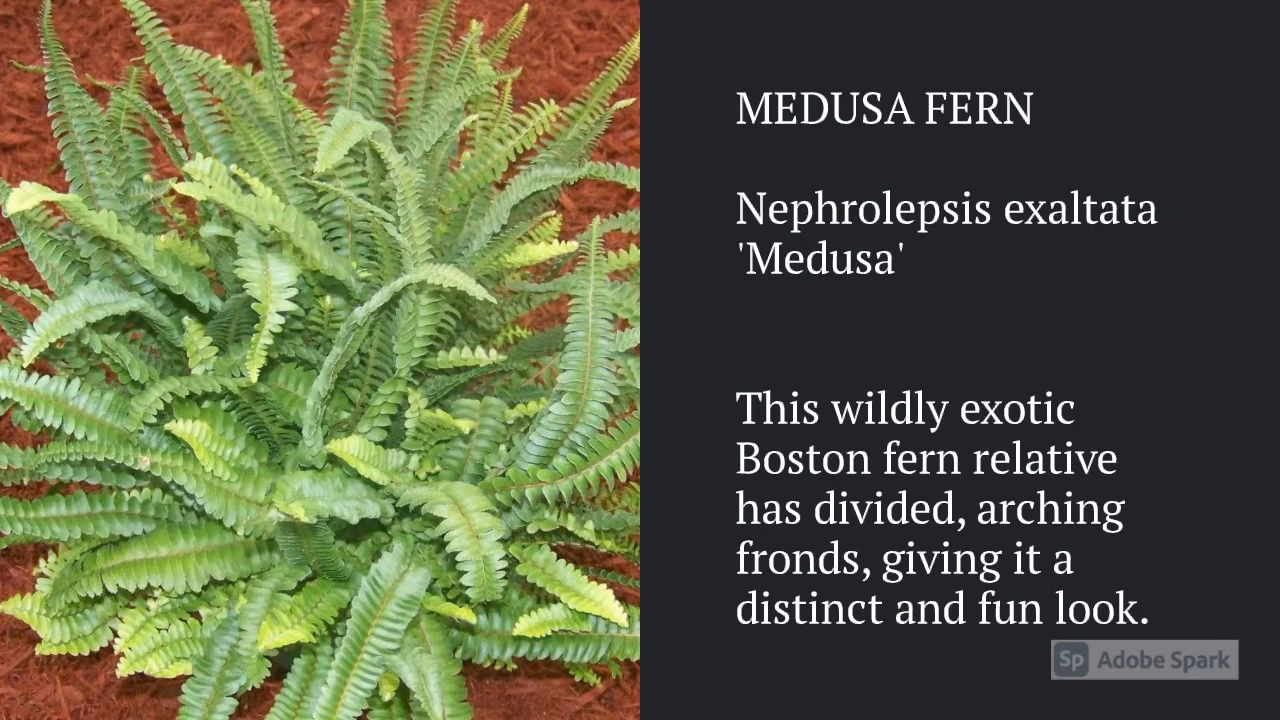 MEDUSA FERN
Nephrolepsis exaltata
'Medusa'
This wildly exotic
Boston fern relative
has divided, arching
fronds, giving it a
distinct and fun look.
Sp Adobe Spark